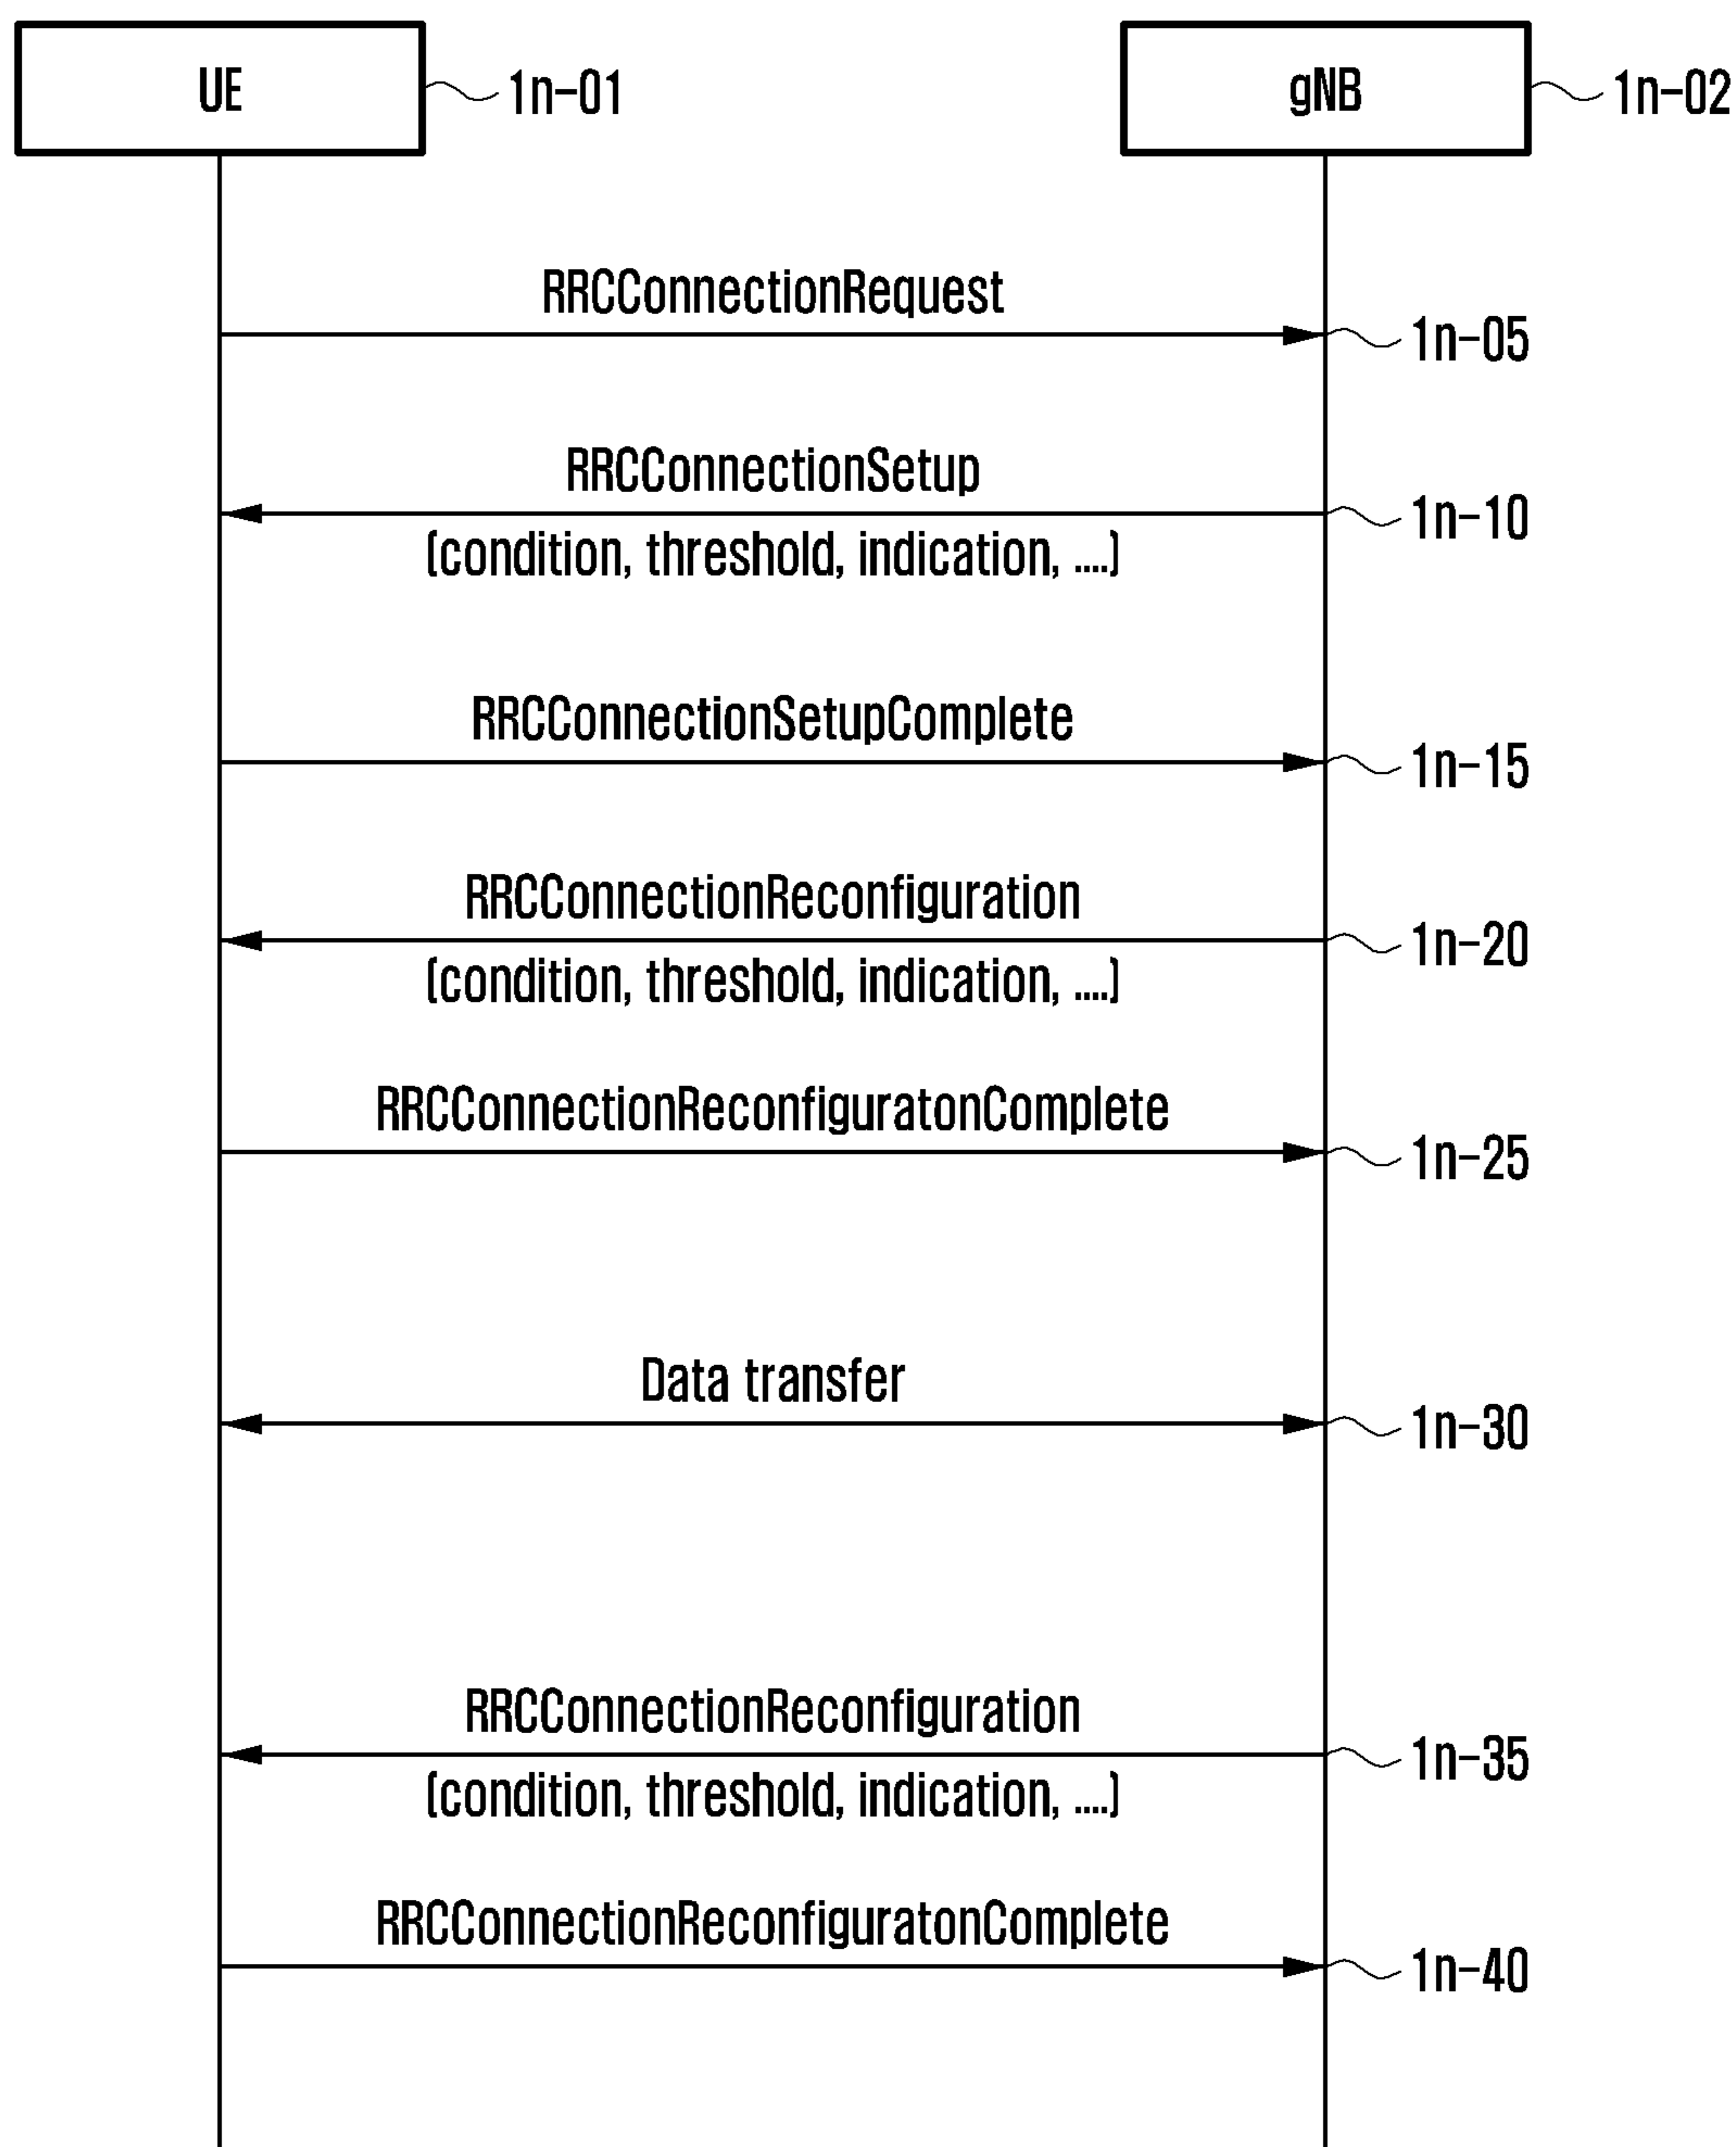 UE 1n-01 gNB 1n-02
RRCConnectionRequest
1n-05
RRCConnectionSetup
1n-10
(condition, threshold, indication, ....)
RRCConnectionSetupComplete
1n-15
RRCConnectionReconfiguration
1n-20
(condition, threshold, indication, ....)
RRCConnectionReconfiguratonComplete
1n-25
Data transfer
1n-30
RRCConnectionReconfiguration
1n-35
(condition, threshold, indication, ....)
RRCConnectionReconfiguratonComplete
1n-40